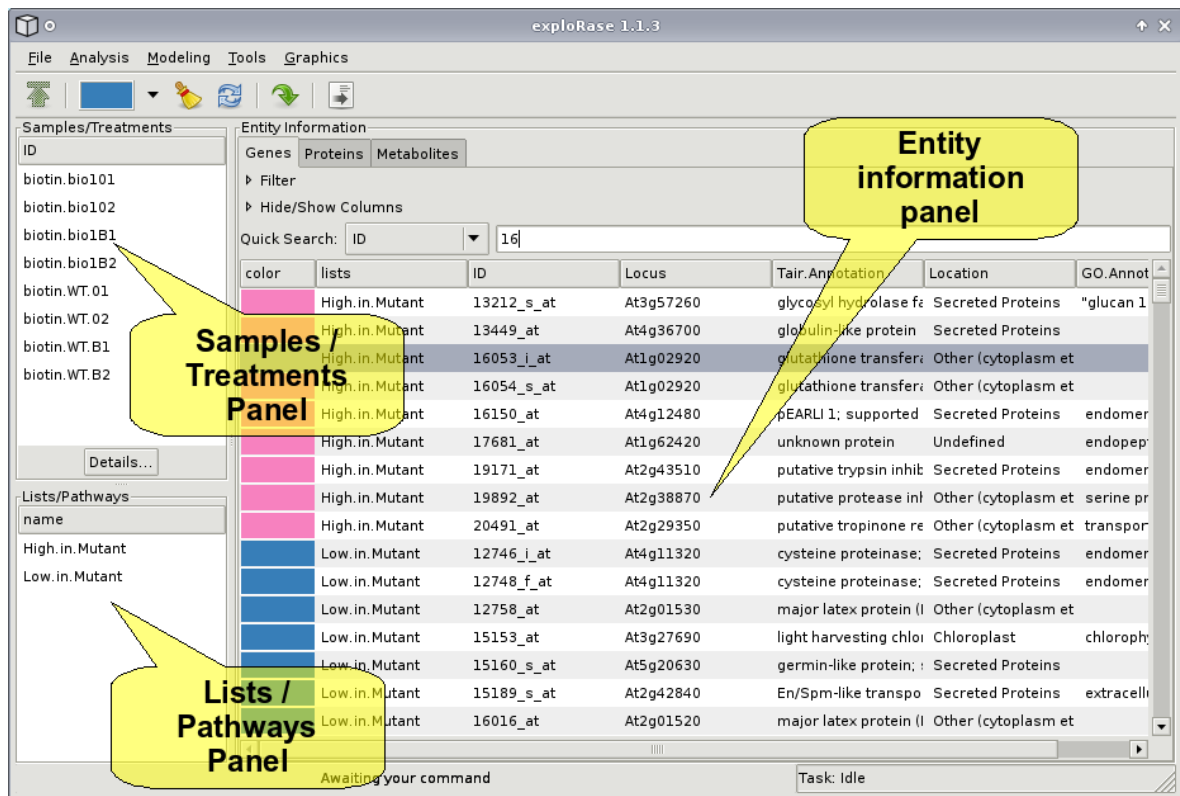 exploRase 1.1.3
File Analysis Modeling Tools Graphics
Samples/Treatments
ID
biotin.bio101
biotin.bio102
biotin.bio1B1
biotin.bio1B2
biotin.WT.01
biotin.WT.02
biotin.WT.B1
biotin.WT.B2
Details...
Lists/Pathways
name
High.in.Mutant
Low.in.Mutant
Entity Information
Genes Proteins Metabolites
Filter
Hide/Show Columns
Quick Search: ID 16
color lists ID Locus Tair.Annotation Location GO.Annot
High.in.Mutant 13212_s_at At3g57260 glycosyl hydrolase fa Secreted Proteins "glucan 1
High.in.Mutant 13449_at At4g36700 globulin-like protein Secreted Proteins
High.in.Mutant 16053_i_at At1g02920 glutathione transfera Other (cytoplasm et
High.in.Mutant 16054_s_at At1g02920 glutathione transfera Other (cytoplasm et
High.in.Mutant 16150_at At4g12480 pEARLI 1; supported Secreted Proteins endomer
High.in.Mutant 17681_at At1g62420 unknown protein Undefined endopept
High.in.Mutant 19171_at At2g43510 putative trypsin inhib Secreted Proteins endomer
High.in.Mutant 19892_at At2g38870 putative protease inh Other (cytoplasm et serine pr
High.in.Mutant 20491_at At2g29350 putative tropinone re Other (cytoplasm et transpor
Low.in.Mutant 12746_i_at At4g11320 cysteine proteinase; Secreted Proteins endomer
Low.in.Mutant 12748_f_at At4g11320 cysteine proteinase; Secreted Proteins endomer
Low.in.Mutant 12758_at At2g01530 major latex protein (I Other (cytoplasm et
Low.in.Mutant 15153_at At3g27690 light harvesting chlor Chloroplast chlorophy
Low.in.Mutant 15160_s_at At5g20630 germin-like protein; Secreted Proteins
Low.in.Mutant 15189_s_at At2g42840 En/Spm-like transpo Secreted Proteins extracellu
Low.in.Mutant 16016_at At2g01520 major latex protein (I Other (cytoplasm et
Awaiting your command
Task: Idle
Entity
information
panel
Samples /
Treatments
Panel
Lists /
Pathways
Panel